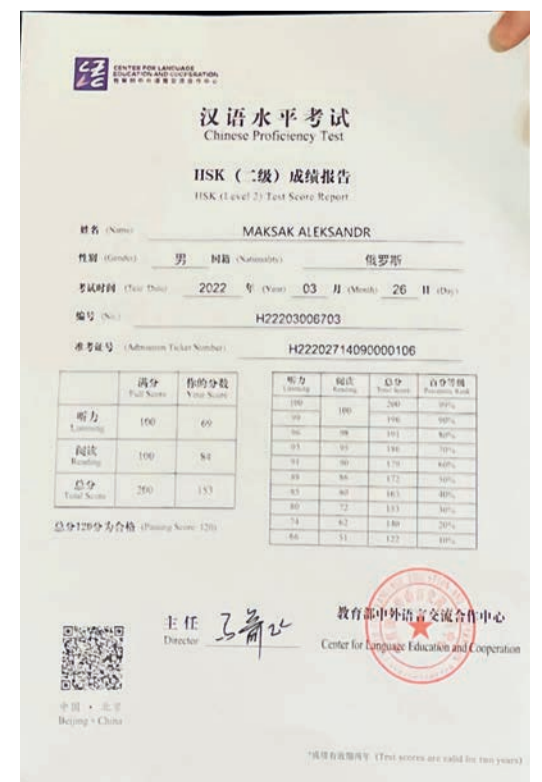 CENTER FOR LANGUAGE
EDUCATION AND COOPERATION
汉语水平考试
Chinese Proficiency Test
HSK（二级）成绩报告
HSK (Level 2) Test Score Report
姓名 (Name) MAKSAK ALEKSANDR
性别 (Gender) 男 国籍 (Nationality) 俄罗斯
考试时间 (Test Date) 2022 年 (Year) 03 月 (Month) 26 日 (Day)
编号 (No.) H22203006703
准考证号 (Admission Ticket Number) H22202714090000106
满分 你的分数
Full Score Your Score
听力 100 69
Listening
阅读 100 84
Reading
总分 200 153
Total Score
总分120分为合格 (Passing Score: 120)
听力 阅读 总分 百分等级
Listening Reading Total Score Percentile Rank
100 100 200 99%
99 196 90%
96 98 191 80%
95 186 70%
90 179 60%
86 172 50%
80 163 40%
80 72 153 30%
74 62 140 20%
66 51 122 10%
主任
Director
教育部中外语言交流合作中心
Center for Language Education and Cooperation
中国・北京
Beijing・China
*成绩有效期两年 (Test scores are valid for two years)